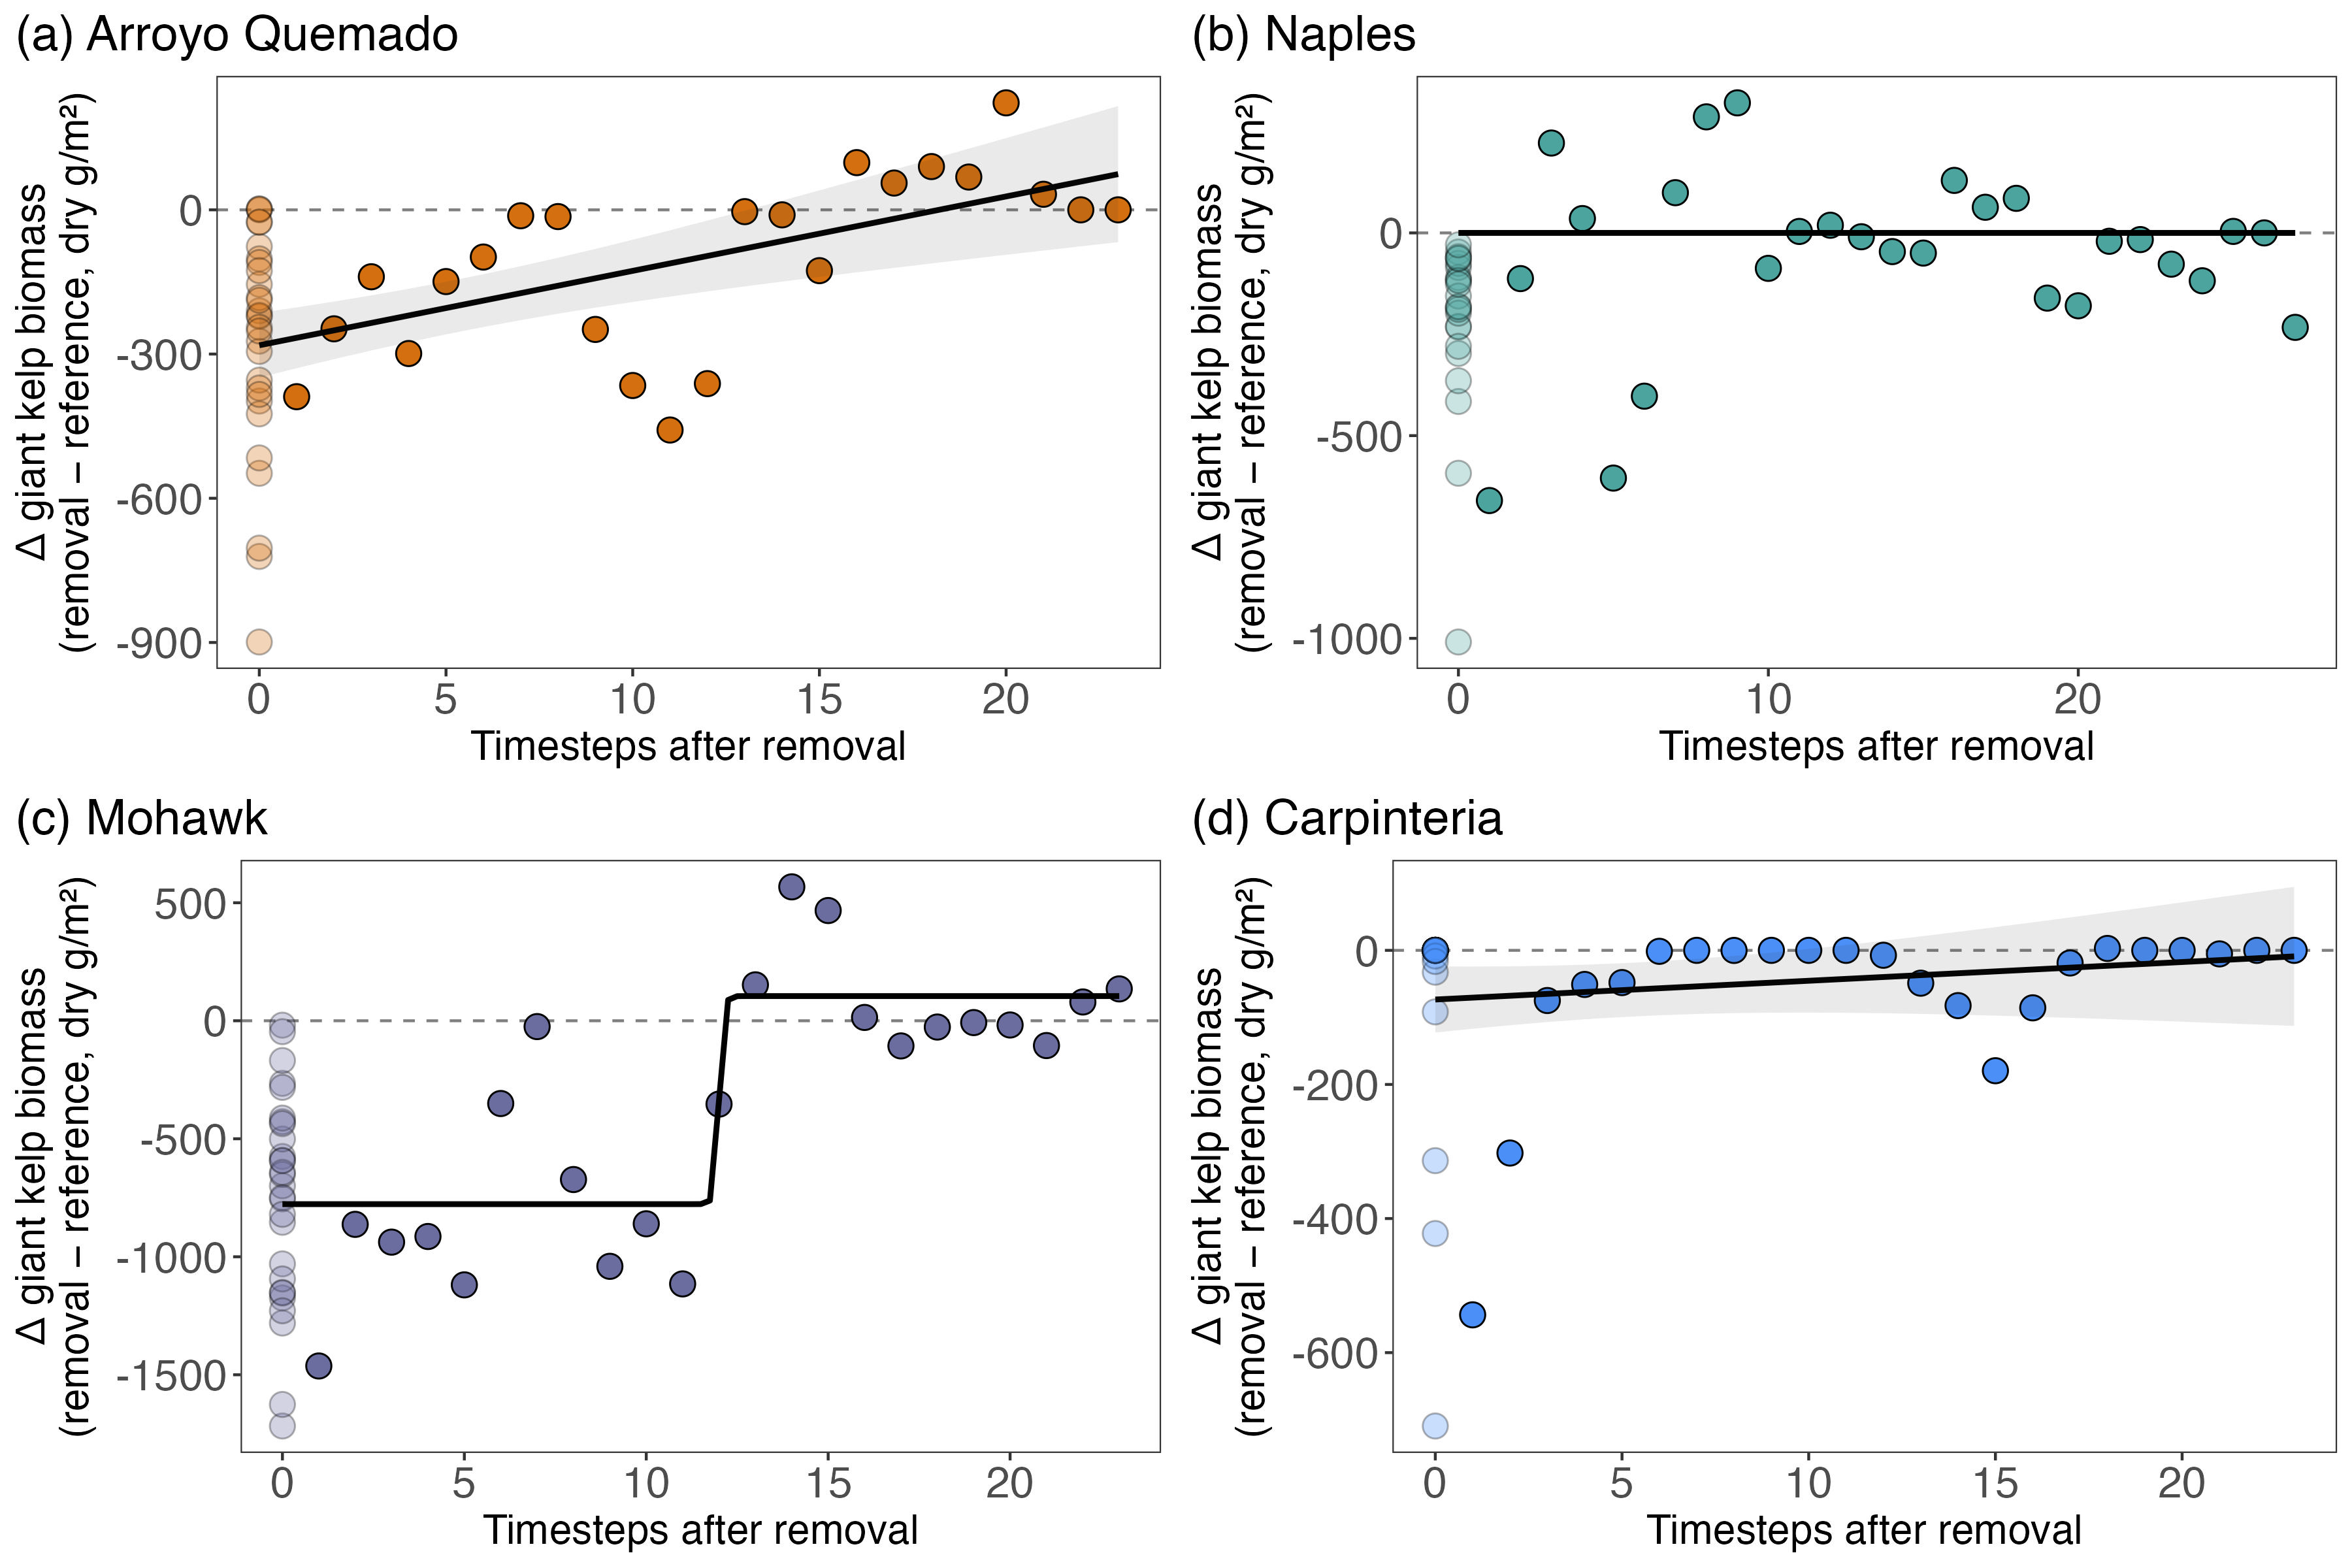 (a) Arroyo Quemado
Δ giant kelp biomass
(removal − reference, dry g/m²)
0
-300
-600
-900
0 5 10 15 20
Timesteps after removal
(b) Naples
Δ giant kelp biomass
(removal − reference, dry g/m²)
0
-500
-1000
0 10 20
Timesteps after removal
(c) Mohawk
Δ giant kelp biomass
(removal − reference, dry g/m²)
500
0
-500
-1000
-1500
0 5 10 15 20
Timesteps after removal
(d) Carpinteria
Δ giant kelp biomass
(removal − reference, dry g/m²)
0
-200
-400
-600
0 5 10 15 20
Timesteps after removal